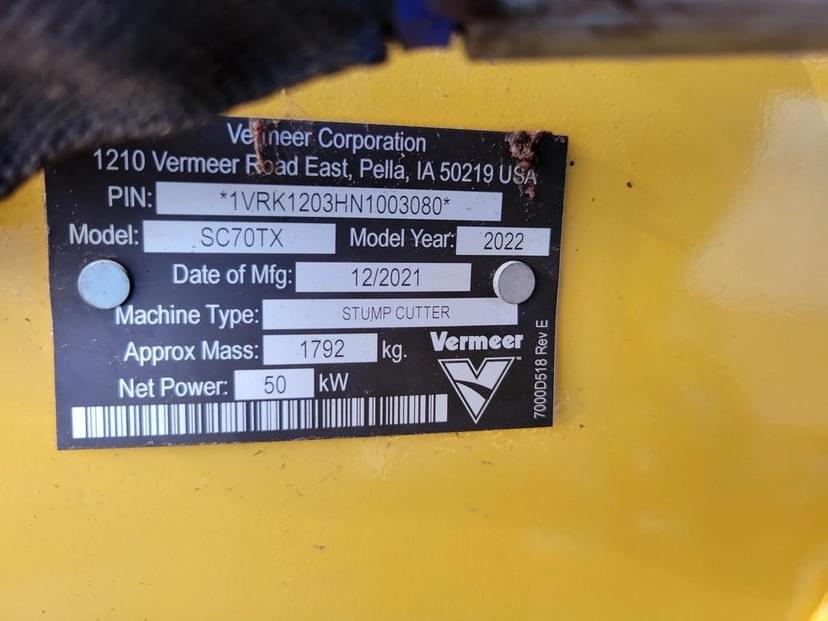 Vermeer Corporation
1210 Vermeer Road East, Pella, IA 50219 USA
PIN: *1VRK1203HN1003080*
Model: SC70TX Model Year: 2022
Date of Mfg: 12/2021
Machine Type: STUMP CUTTER
Approx Mass: 1792 kg.
Net Power: 50 kW
Vermeer™
7000D518 Rev E